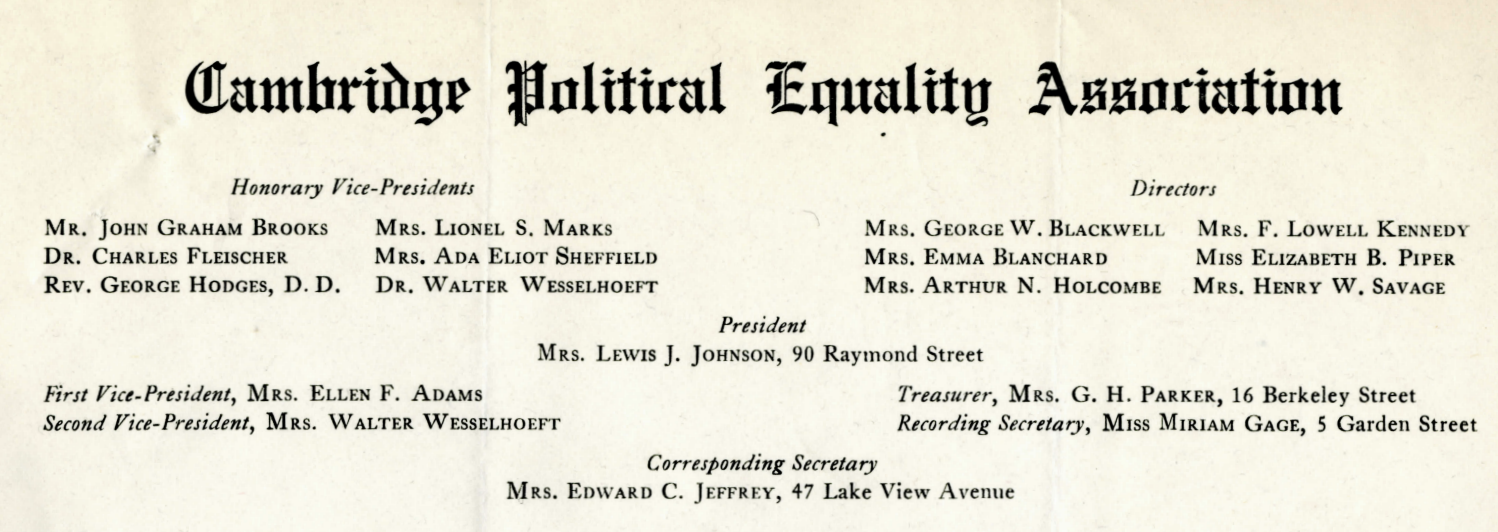 Cambridge Political Equality Association
Honorary Vice-Presidents
Mr. John Graham Brooks Mrs. Lionel S. Marks
Dr. Charles Fleischer Mrs. Ada Eliot Sheffield
Rev. George Hodges, D. D. Dr. Walter Wesselhoeft
Directors
Mrs. George W. Blackwell Mrs. F. Lowell Kennedy
Mrs. Emma Blanchard Miss Elizabeth B. Piper
Mrs. Arthur N. Holcombe Mrs. Henry W. Savage
President
Mrs. Lewis J. Johnson, 90 Raymond Street
First Vice-President, Mrs. Ellen F. Adams
Second Vice-President, Mrs. Walter Wesselhoeft
Treasurer, Mrs. G. H. Parker, 16 Berkeley Street
Recording Secretary, Miss Miriam Gage, 5 Garden Street
Corresponding Secretary
Mrs. Edward C. Jeffrey, 47 Lake View Avenue